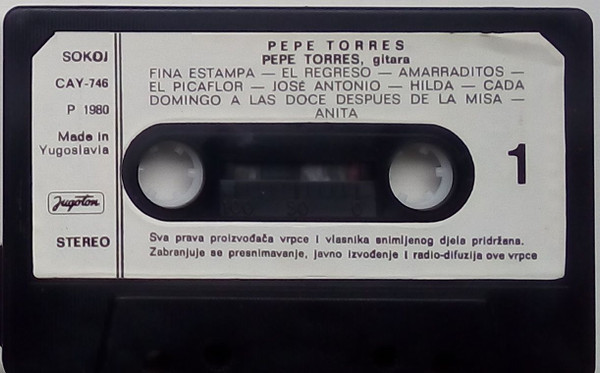 SOKOJ
CAY-746
P 1980
Made in
Yugoslavia
Jugoton
STEREO
PEPE TORRES
PEPE TORRES, gitara
FINA ESTAMPA — EL REGRESO — AMARRADITOS —
EL PICAFLOR — JOSÉ ANTONIO — HILDA — CADA
DOMINGO A LAS DOCE DESPUES DE LA MISA —
ANITA
1
Sva prava proizvođača vrpce i vlasnika snimljenog djela pridržana.
Zabranjuje se presnimavanje, javno izvođenje i radio-difuzija ove vrpce